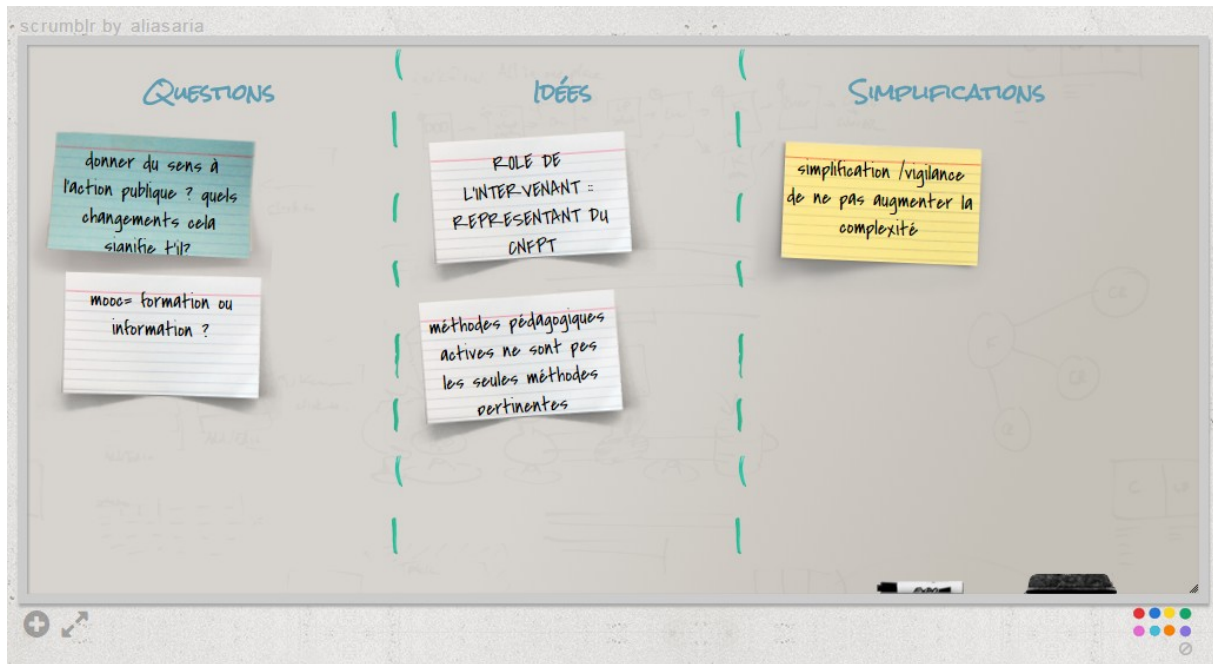 scrumblr by aliasaria
Questions
donner du sens à
l'action publique ? quels
changements cela
signifie t'il?
mooc= formation ou
information ?
Idées
ROLE DE
L'INTERVENANT :
REPRESENTANT DU
CNFPT
méthodes pédagogiques
actives ne sont pes
les seules méthodes
pertinentes
Simplifications
simplification /vigilance
de ne pas augmenter la
complexité